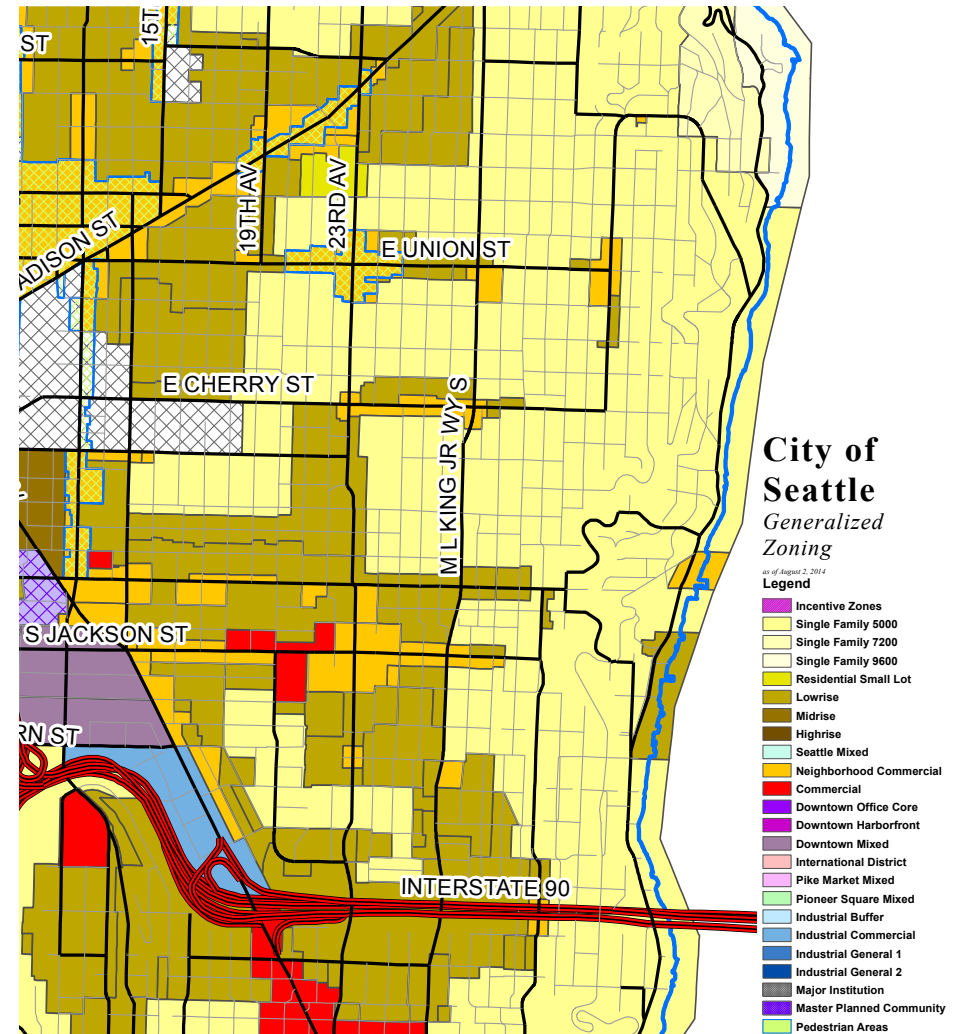 ST
15T
19TH AV
23RD AV
E UNION ST
ADISON ST
E CHERRY ST
M L KING JR WY S
S JACKSON ST
RN ST
INTERSTATE 90
City of
Seattle
Generalized
Zoning
as of August 2, 2014
Legend
Incentive Zones
Single Family 5000
Single Family 7200
Single Family 9600
Residential Small Lot
Lowrise
Midrise
Highrise
Seattle Mixed
Neighborhood Commercial
Commercial
Downtown Office Core
Downtown Harborfront
Downtown Mixed
International District
Pike Market Mixed
Pioneer Square Mixed
Industrial Buffer
Industrial Commercial
Industrial General 1
Industrial General 2
Major Institution
Master Planned Community
Pedestrian Areas